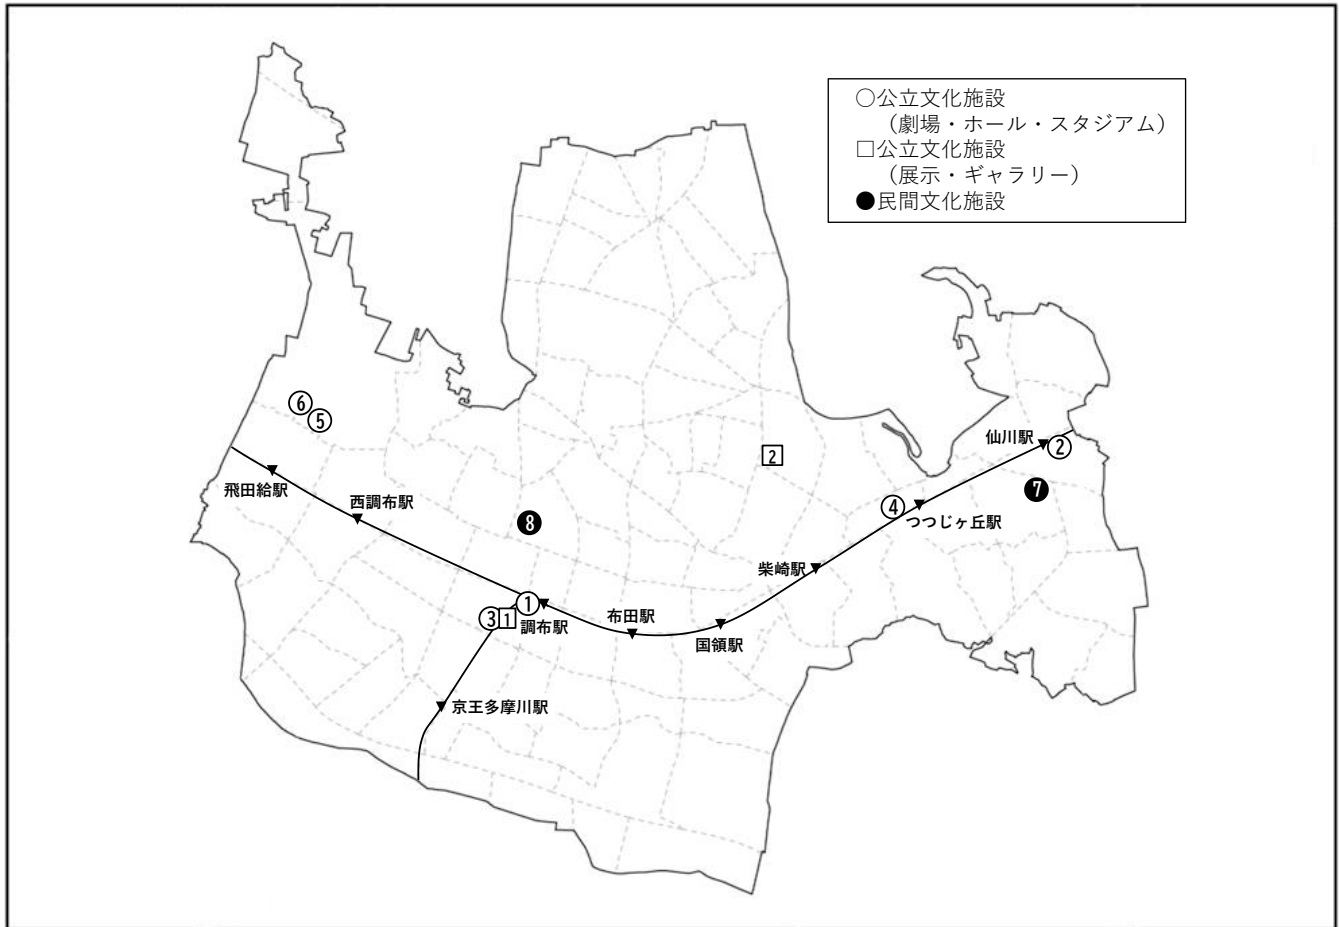 ○公立文化施設
(劇場・ホール・スタジアム)
□公立文化施設
(展示・ギャラリー)
●民間文化施設
⑥
⑤
飛田給駅
西調布駅
❽
③
1
①
調布駅
京王多摩川駅
布田駅
国領駅
柴崎駅
2
④
つつじヶ丘駅
仙川駅
②
❼